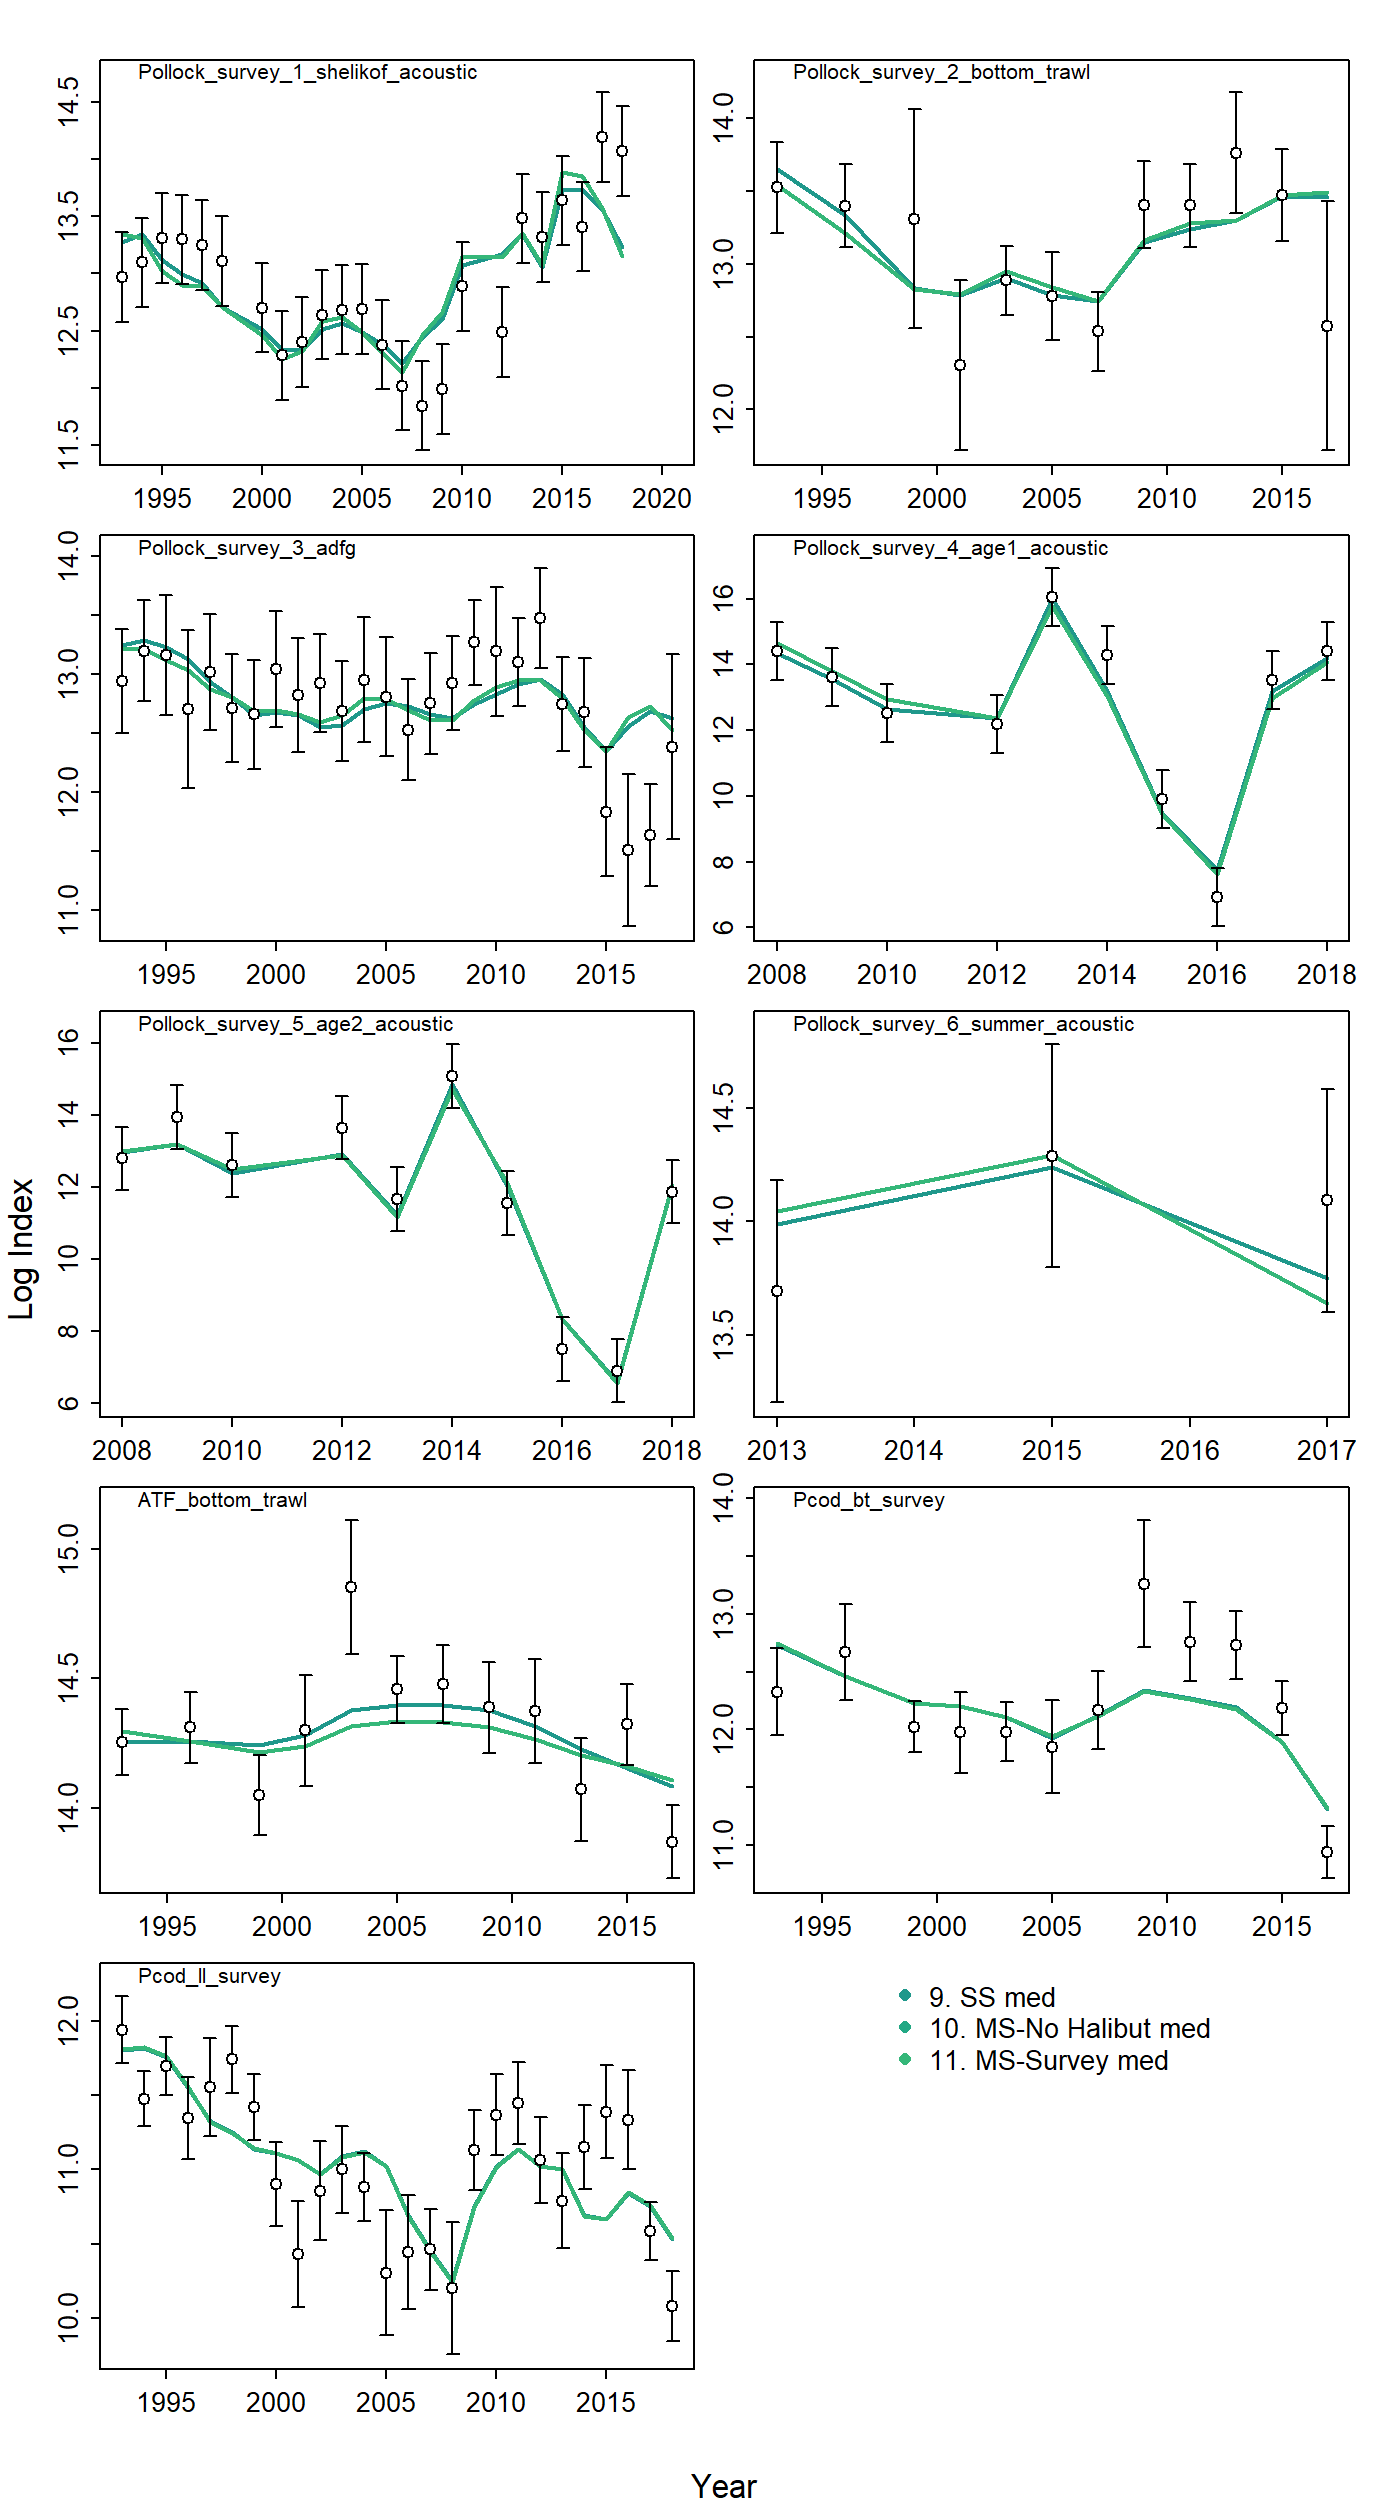 Pollock_survey_1_shelikof_acoustic
14.5
13.5
12.5
11.5
1995 2000 2005 2010 2015 2020
Pollock_survey_2_bottom_trawl
14.0
13.0
12.0
1995 2000 2005 2010 2015
Pollock_survey_3_adfg
14.0
13.0
12.0
11.0
1995 2000 2005 2010 2015
Pollock_survey_4_age1_acoustic
16
14
12
10
8
6
2008 2010 2012 2014 2016 2018
Pollock_survey_5_age2_acoustic
16
14
12
10
8
6
2008 2010 2012 2014 2016 2018
Pollock_survey_6_summer_acoustic
14.5
14.0
13.5
2013 2014 2015 2016 2017
Log Index
ATF_bottom_trawl
15.0
14.5
14.0
1995 2000 2005 2010 2015
Pcod_bt_survey
14.0
13.0
12.0
11.0
1995 2000 2005 2010 2015
Pcod_ll_survey
12.0
11.0
10.0
1995 2000 2005 2010 2015
9. SS med
10. MS-No Halibut med
11. MS-Survey med
Year